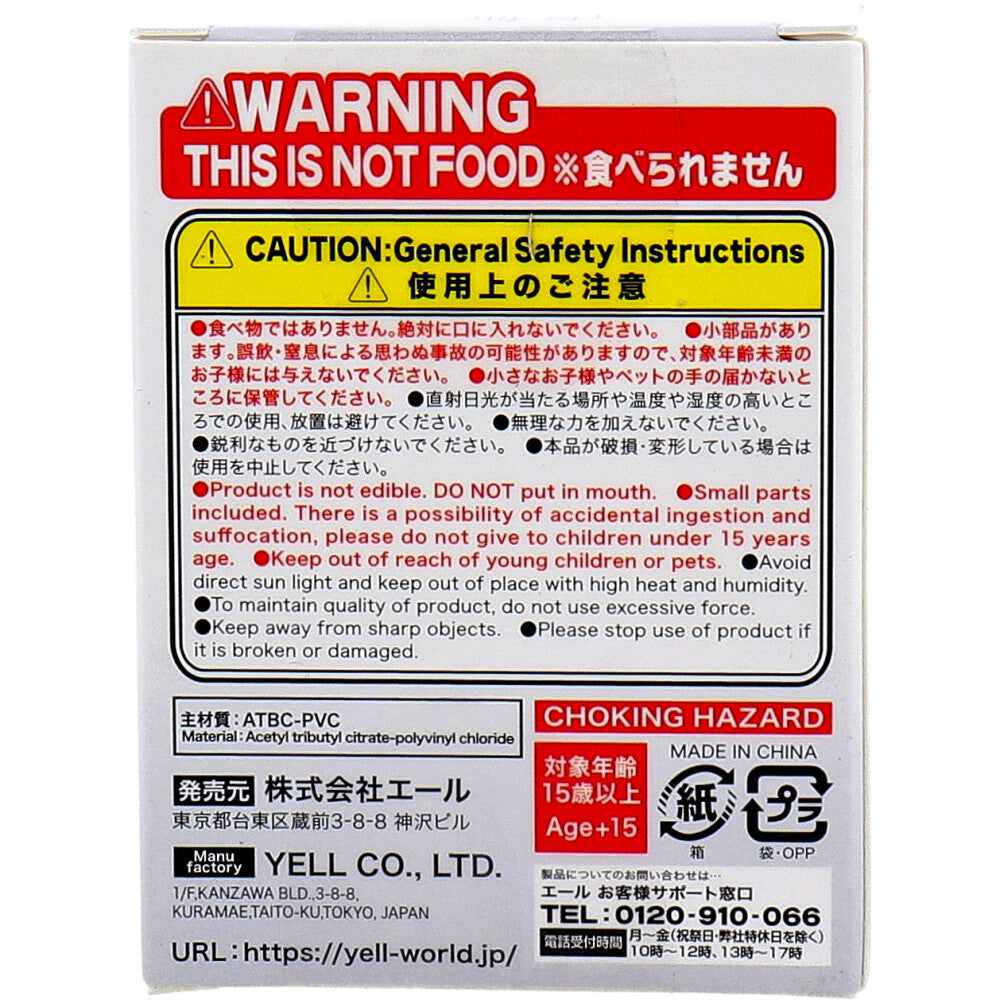 WARNING
THIS IS NOT FOOD ※食べられません
CAUTION:General Safety Instructions
使用上のご注意
●食べ物ではありません。絶対に口に入れないでください。 ●小部品があり
ます。誤飲・窒息による思わぬ事故の可能性がありますので、対象年齢未満の
お子様には与えないでください。 ●小さなお子様やペットの手の届かないと
ころに保管してください。 ●直射日光が当たる場所や温度や湿度の高いとこ
ろでの使用、放置は避けてください。 ●無理な力を加えないでください。
●鋭利なものを近づけないでください。 ●本品が破損・変形している場合は
使用を中止してください。
●Product is not edible. DO NOT put in mouth. ●Small parts
included. There is a possibility of accidental ingestion and
suffocation, please do not give to children under 15 years
age. ●Keep out of reach of young children or pets. ●Avoid
direct sun light and keep out of place with high heat and humidity.
●To maintain quality of product, do not use excessive force.
●Keep away from sharp objects. ●Please stop use of product if
it is broken or damaged.
主材質：ATBC-PVC
Material：Acetyl tributyl citrate-polyvinyl chloride
発売元 株式会社エール
東京都台東区蔵前3-8-8 神沢ビル
Manu
factory YELL CO., LTD.
1/F,KANZAWA BLD.,3-8-8,
KURAMAE,TAITO-KU,TOKYO, JAPAN
URL：https://yell-world.jp/
CHOKING HAZARD
対象年齢
15歳以上
Age+15
MADE IN CHINA
紙
箱
プラ
袋・OPP
製品についてのお問い合わせは…
エール お客様サポート窓口
TEL：0120-910-066
電話受付時間 月～金(祝祭日・弊社特休日を除く)
10時～12時、13時～17時